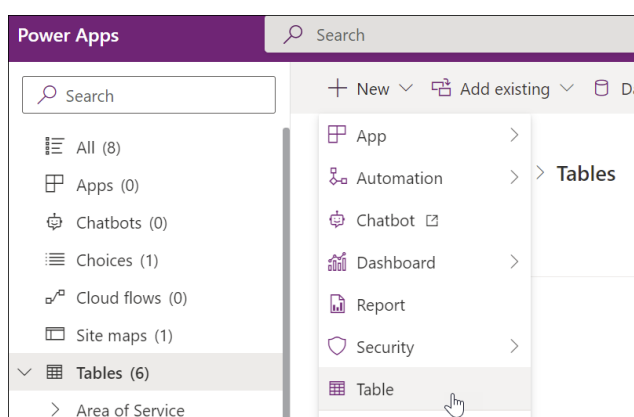 Power Apps
Search
Search
New
Add existing
All (8)
Apps (0)
Chatbots (0)
Choices (1)
Cloud flows (0)
Site maps (1)
Tables (6)
Area of Service
App
Automation
Chatbot
Dashboard
Report
Security
Table
Tables